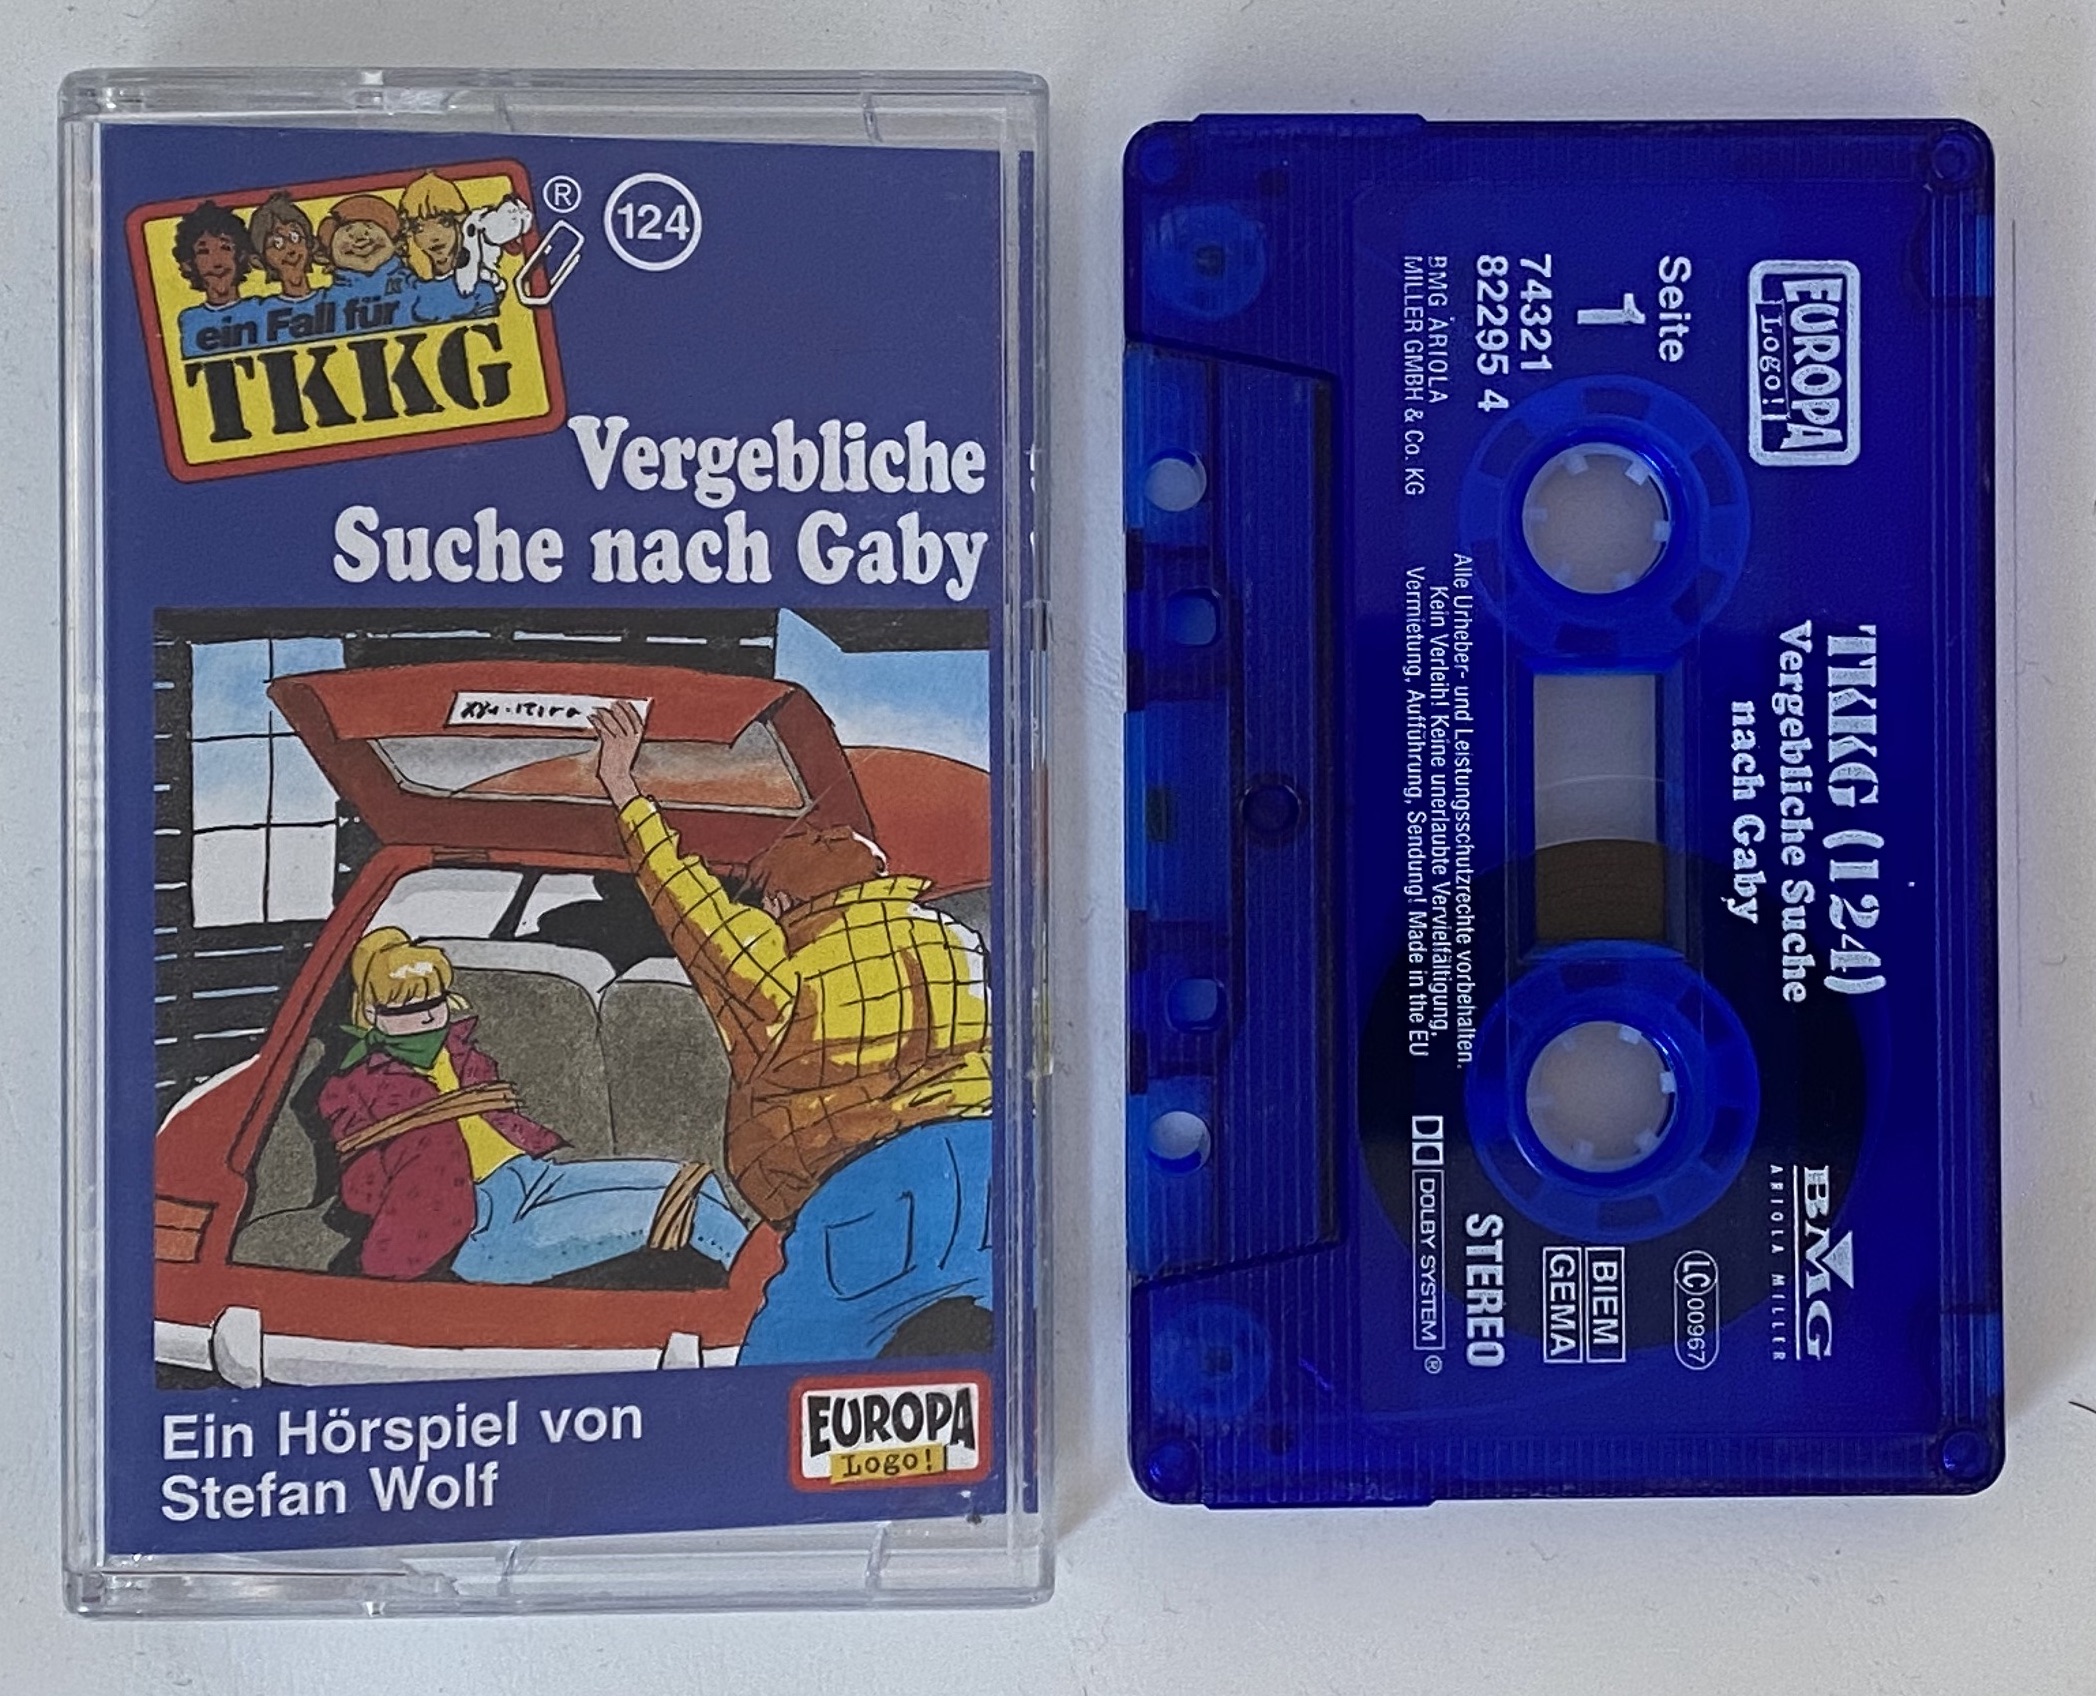 ein Fall für
TKKG
®
124
Vergebliche
Suche nach Gaby
Ein Hörspiel von
Stefan Wolf
EUROPA
Logo!
EUROPA
Logo!
TKKG (124)
Vergebliche Suche
nach Gaby
BMG
ARIOLA MILLER
Seite
1
LC 00967
74321
82295 4
BIEM
GEMA
STEREO
BMG ARIOLA
MILLER GMBH & Co. KG
Alle Urheber- und Leistungsschutzrechte vorbehalten.
Kein Verleih! Keine unerlaubte Vervielfältigung,
Vermietung, Aufführung, Sendung! Made in the EU
DOLBY SYSTEM ®